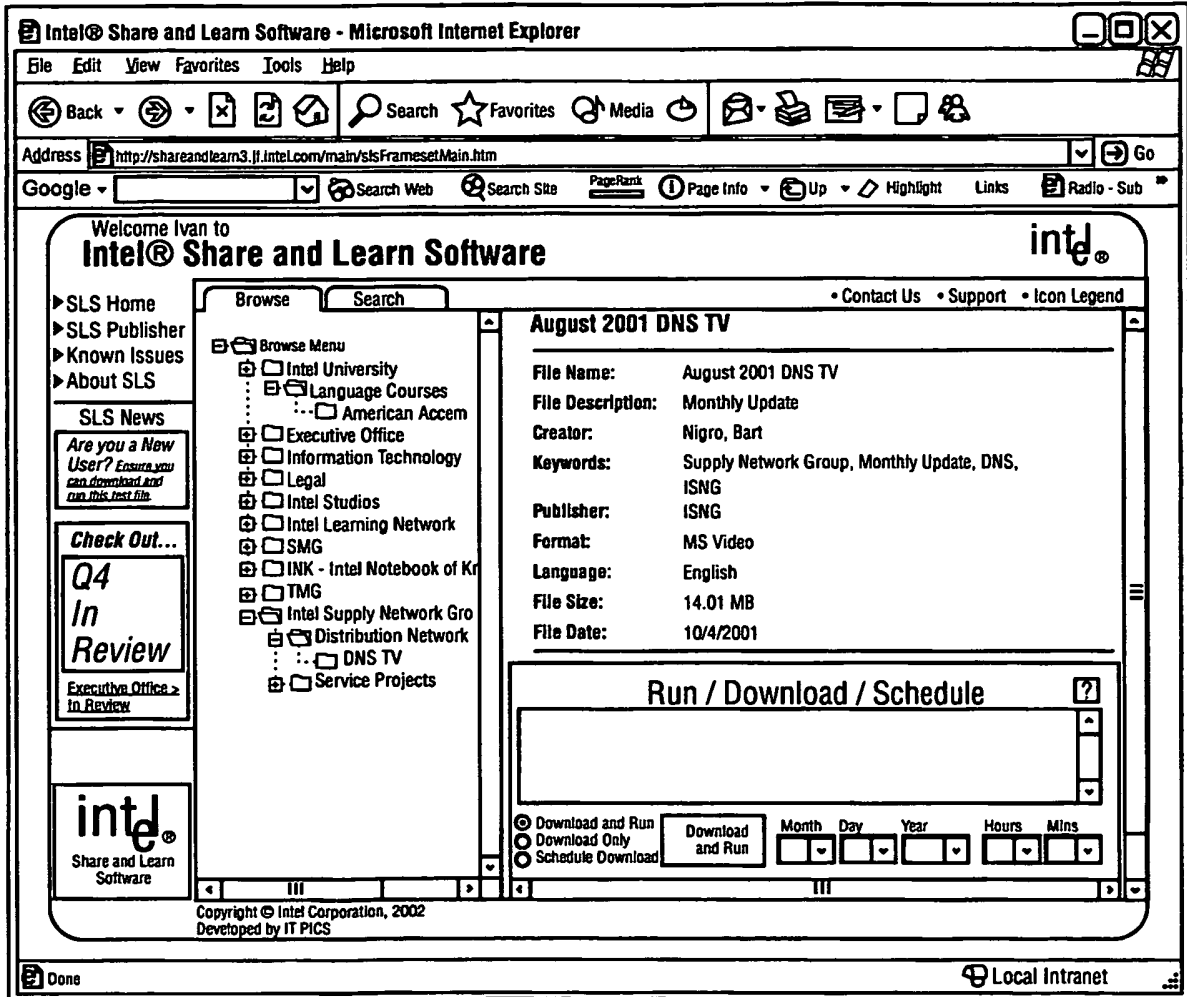 Intel® Share and Learn Software - Microsoft Internet Explorer
File Edit View Favorites Tools Help
Back Search Favorites Media
Address http://shareandlearn3.jf.intel.com/main/slsFramesetMain.htm Go
Google Search Web Search Site PageRank Page Info Up Highlight Links Radio - Sub »
Welcome Ivan to
Intel® Share and Learn Software
intel®
SLS Home
SLS Publisher
Known Issues
About SLS
SLS News
Are you a New
User? Ensure you
can download and
run this test file.
Check Out...
Q4
In
Review
Executive Office >
In Review
intel®
Share and Learn
Software
Browse Search
Browse Menu
Intel University
Language Courses
American Accem
Executive Office
Information Technology
Legal
Intel Studios
Intel Learning Network
SMG
INK - Intel Notebook of Kr
TMG
Intel Supply Network Gro
Distribution Network
DNS TV
Service Projects
• Contact Us • Support • Icon Legend
August 2001 DNS TV
File Name: August 2001 DNS TV
File Description: Monthly Update
Creator: Nigro, Bart
Keywords: Supply Network Group, Monthly Update, DNS,
ISNG
Publisher: ISNG
Format: MS Video
Language: English
File Size: 14.01 MB
File Date: 10/4/2001
Run / Download / Schedule ?
Download and Run
Download Only
Schedule Download
Download
and Run
Month Day Year Hours Mins
Copyright © Intel Corporation, 2002
Developed by IT PICS
Done Local Intranet